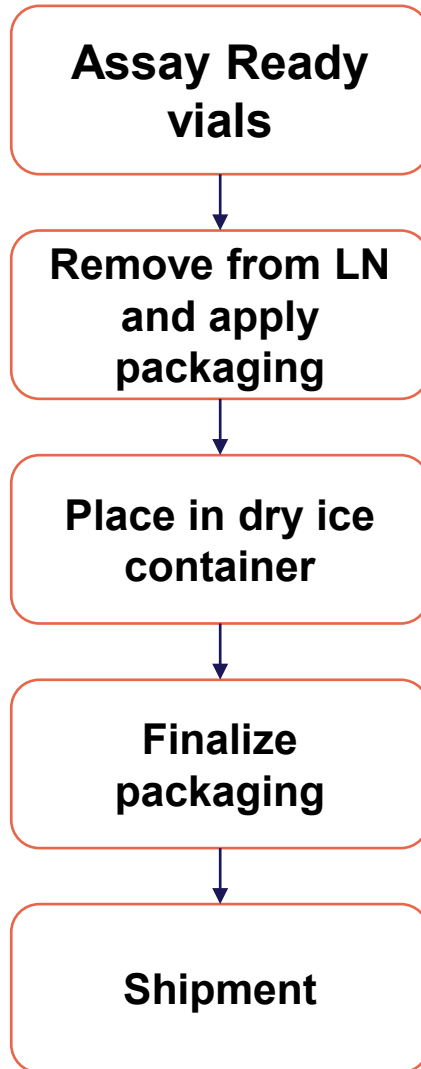 Assay Ready
vials
Remove from LN
and apply
packaging
Place in dry ice
container
Finalize
packaging
Shipment